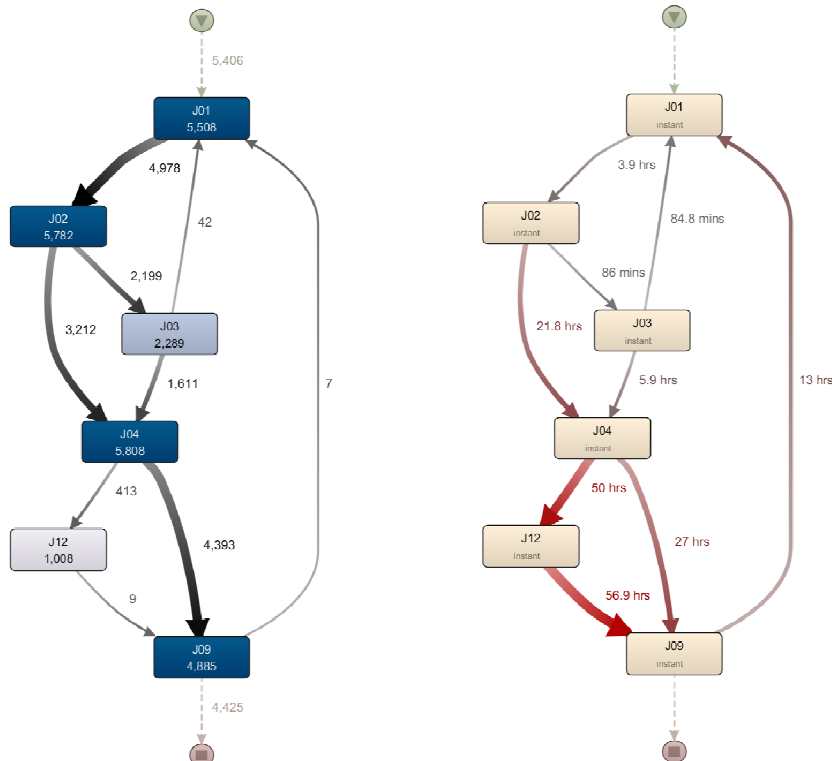 5,406
J01
5,508
4,978
42
J02
5,782
2,199
3,212
J03
2,289
1,611
7
J04
5,808
413
4,393
J12
1,008
9
J09
4,885
4,425
J01
instant
3.9 hrs
84.8 mins
J02
instant
86 mins
21.8 hrs
J03
instant
5.9 hrs
13 hrs
J04
instant
50 hrs
27 hrs
J12
instant
56.9 hrs
J09
instant